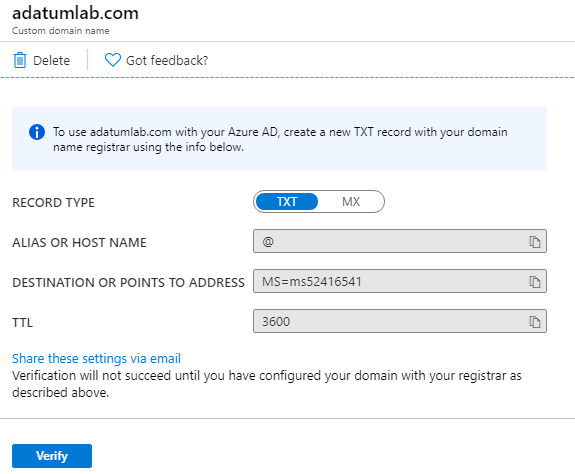 adatumlab.com
Custom domain name
Delete
Got feedback?
To use adatumlab.com with your Azure AD, create a new TXT record with your domain
name registrar using the info below.
RECORD TYPE
TXT
MX
ALIAS OR HOST NAME
@
DESTINATION OR POINTS TO ADDRESS
MS=ms52416541
TTL
3600
Share these settings via email
Verification will not succeed until you have configured your domain with your registrar as
described above.
Verify